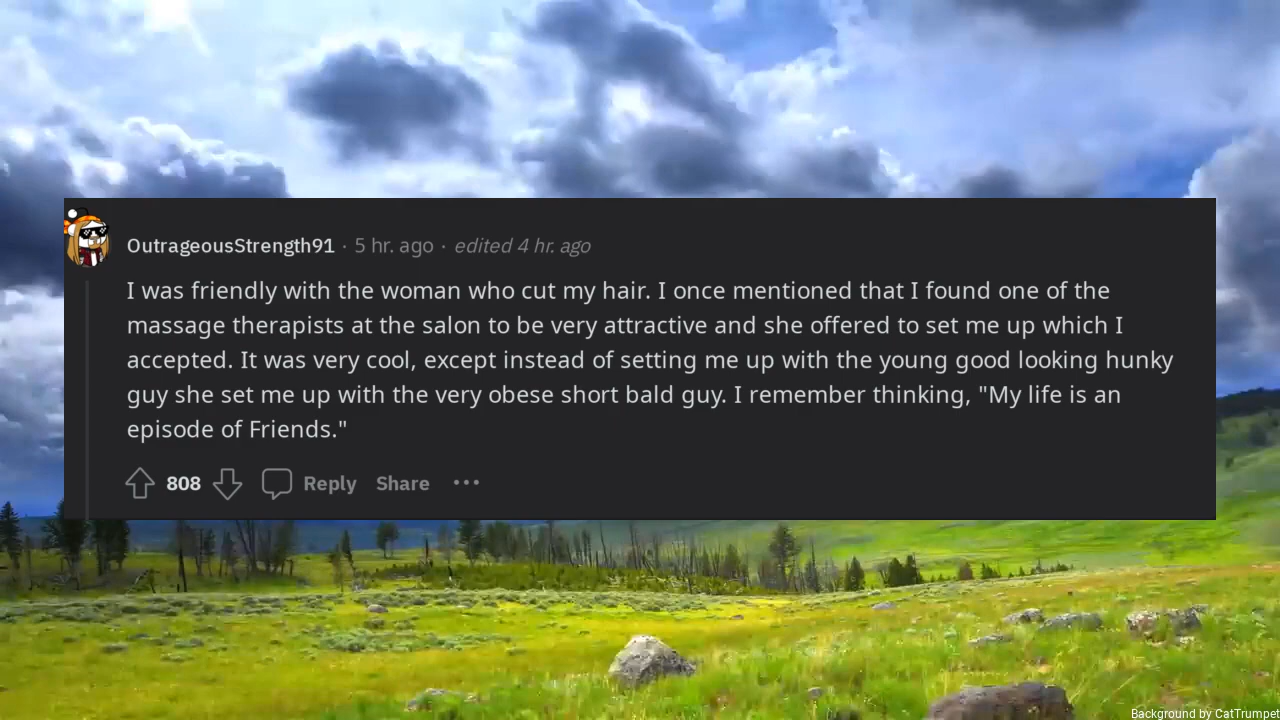 OutrageousStrength91 · 5 hr. ago · edited 4 hr. ago
I was friendly with the woman who cut my hair. I once mentioned that I found one of the
massage therapists at the salon to be very attractive and she offered to set me up which I
accepted. It was very cool, except instead of setting me up with the young good looking hunky
guy she set me up with the very obese short bald guy. I remember thinking, "My life is an
episode of Friends."
808 Reply Share ···
Background by CatTrumpet